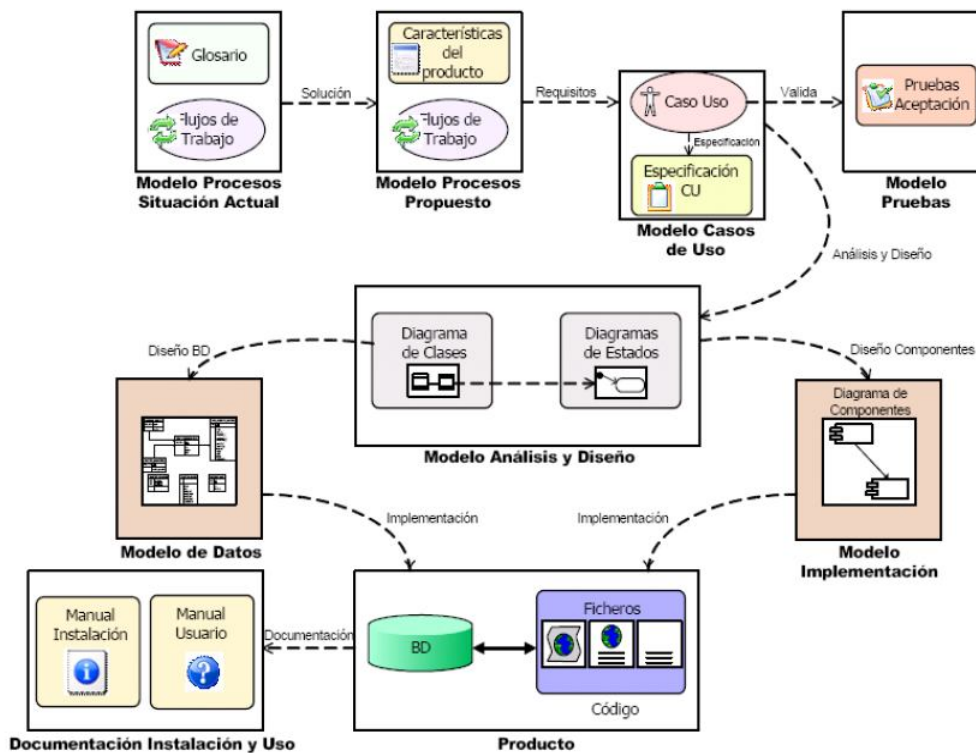 Glosario
Flujos de
Trabajo
Modelo Procesos
Situación Actual
Solución
Características
del
producto
Flujos de
Trabajo
Modelo Procesos
Propuesto
Requisitos
Caso Uso
Especificación
Especificación
CU
Modelo Casos
de Uso
Valida
Pruebas
Aceptación
Modelo
Pruebas
Análisis y Diseño
Diagrama
de Clases
Diagramas
de Estados
Modelo Análisis y Diseño
Diseño BD
Diseño Componentes
Modelo de Datos
Diagrama de
Componentes
Modelo
Implementación
Implementación
Implementación
Manual
Instalación
Manual
Usuario
Documentación Instalación y Uso
Documentación
BD
Ficheros
Código
Producto